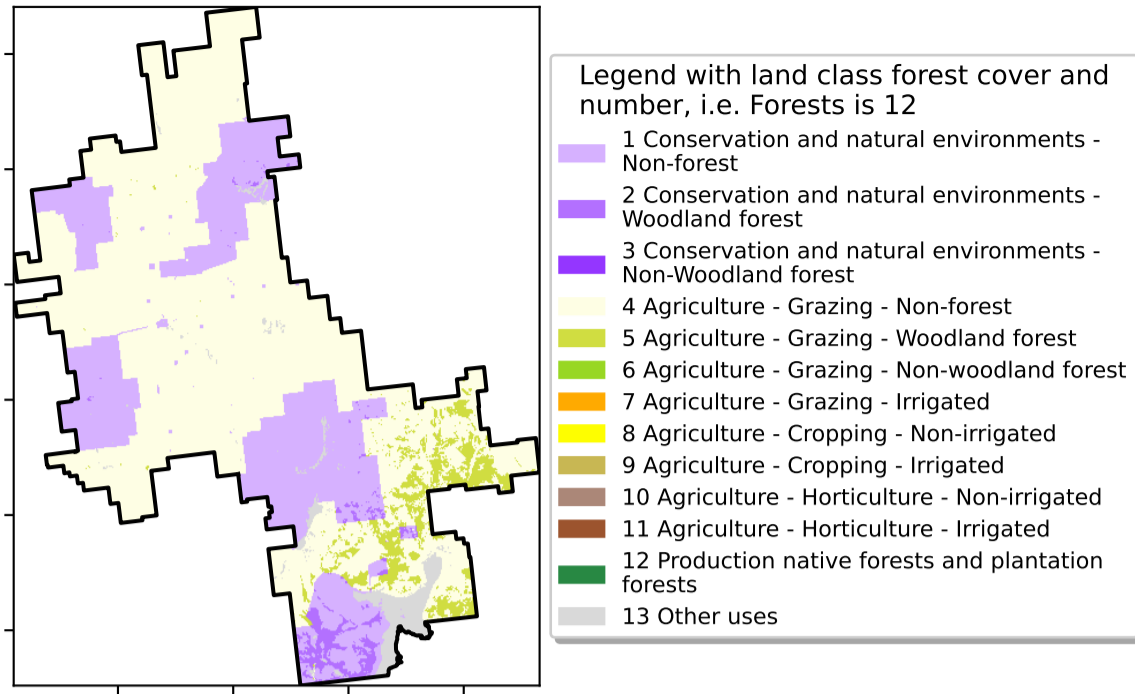 Legend with land class forest cover and
number, i.e. Forests is 12
1 Conservation and natural environments -
Non-forest
2 Conservation and natural environments -
Woodland forest
3 Conservation and natural environments -
Non-Woodland forest
4 Agriculture - Grazing - Non-forest
5 Agriculture - Grazing - Woodland forest
6 Agriculture - Grazing - Non-woodland forest
7 Agriculture - Grazing - Irrigated
8 Agriculture - Cropping - Non-irrigated
9 Agriculture - Cropping - Irrigated
10 Agriculture - Horticulture - Non-irrigated
11 Agriculture - Horticulture - Irrigated
12 Production native forests and plantation
forests
13 Other uses